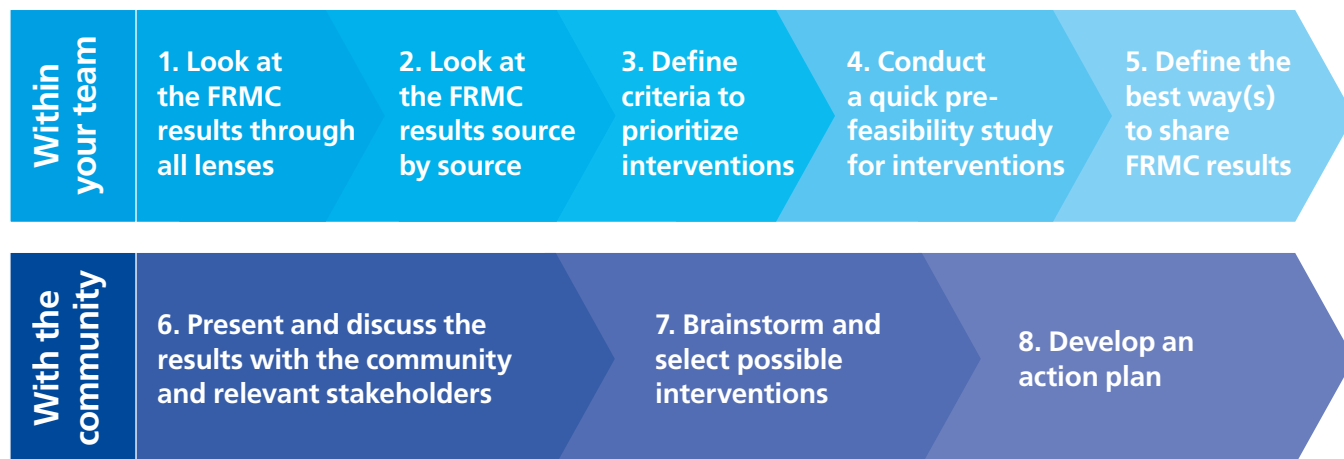 Within
your team
1. Look at
the FRMC
results through
all lenses
2. Look at
the FRMC
results source
by source
3. Define
criteria to
prioritize
interventions
4. Conduct
a quick pre-
feasibility study
for interventions
5. Define the
best way(s)
to share
FRMC results
With the
community
6. Present and discuss the
results with the community
and relevant stakeholders
7. Brainstorm and
select possible
interventions
8. Develop an
action plan